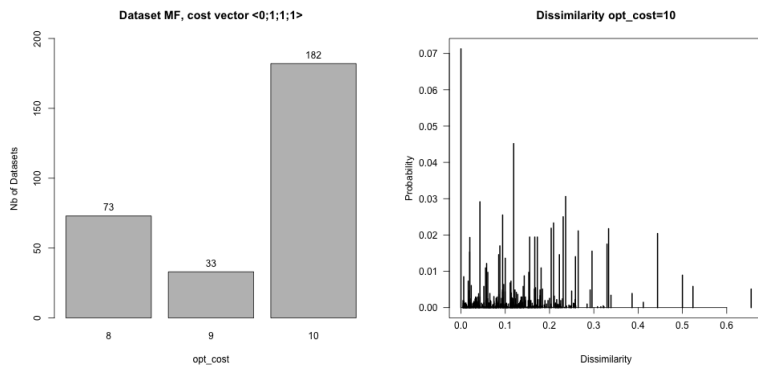 Dataset MF, cost vector <0;1;1;1>
Nb of Datasets
200
150
100
50
0
73
33
182
8 9 10
opt_cost
Dissimilarity opt_cost=10
Probability
0.07
0.06
0.05
0.04
0.03
0.02
0.01
0.00
0.0 0.1 0.2 0.3 0.4 0.5 0.6
Dissimilarity